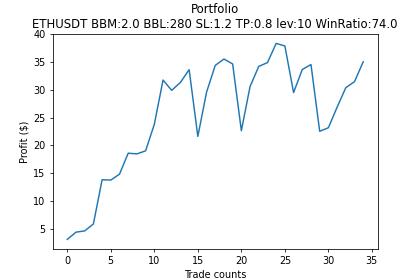 Portfolio
ETHUSDT BBM:2.0 BBL:280 SL:1.2 TP:0.8 lev:10 WinRatio:74.0
40
35
30
25
20
15
10
5
Profit ($)
0 5 10 15 20 25 30 35
Trade counts